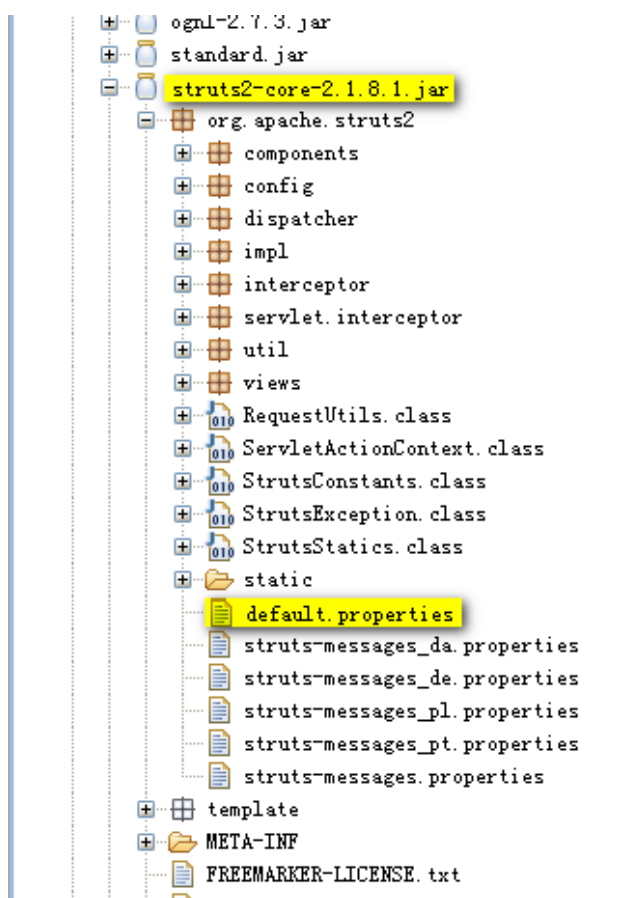 ognl-2.7.3.jar
standard.jar
struts2-core-2.1.8.1.jar
org.apache.struts2
components
config
dispatcher
impl
interceptor
servlet.interceptor
util
views
RequestUtils.class
ServletActionContext.class
StrutsConstants.class
StrutsException.class
StrutsStatics.class
static
default.properties
struts-messages_da.properties
struts-messages_de.properties
struts-messages_pl.properties
struts-messages_pt.properties
struts-messages.properties
template
META-INF
FREEMARKER-LICENSE.txt